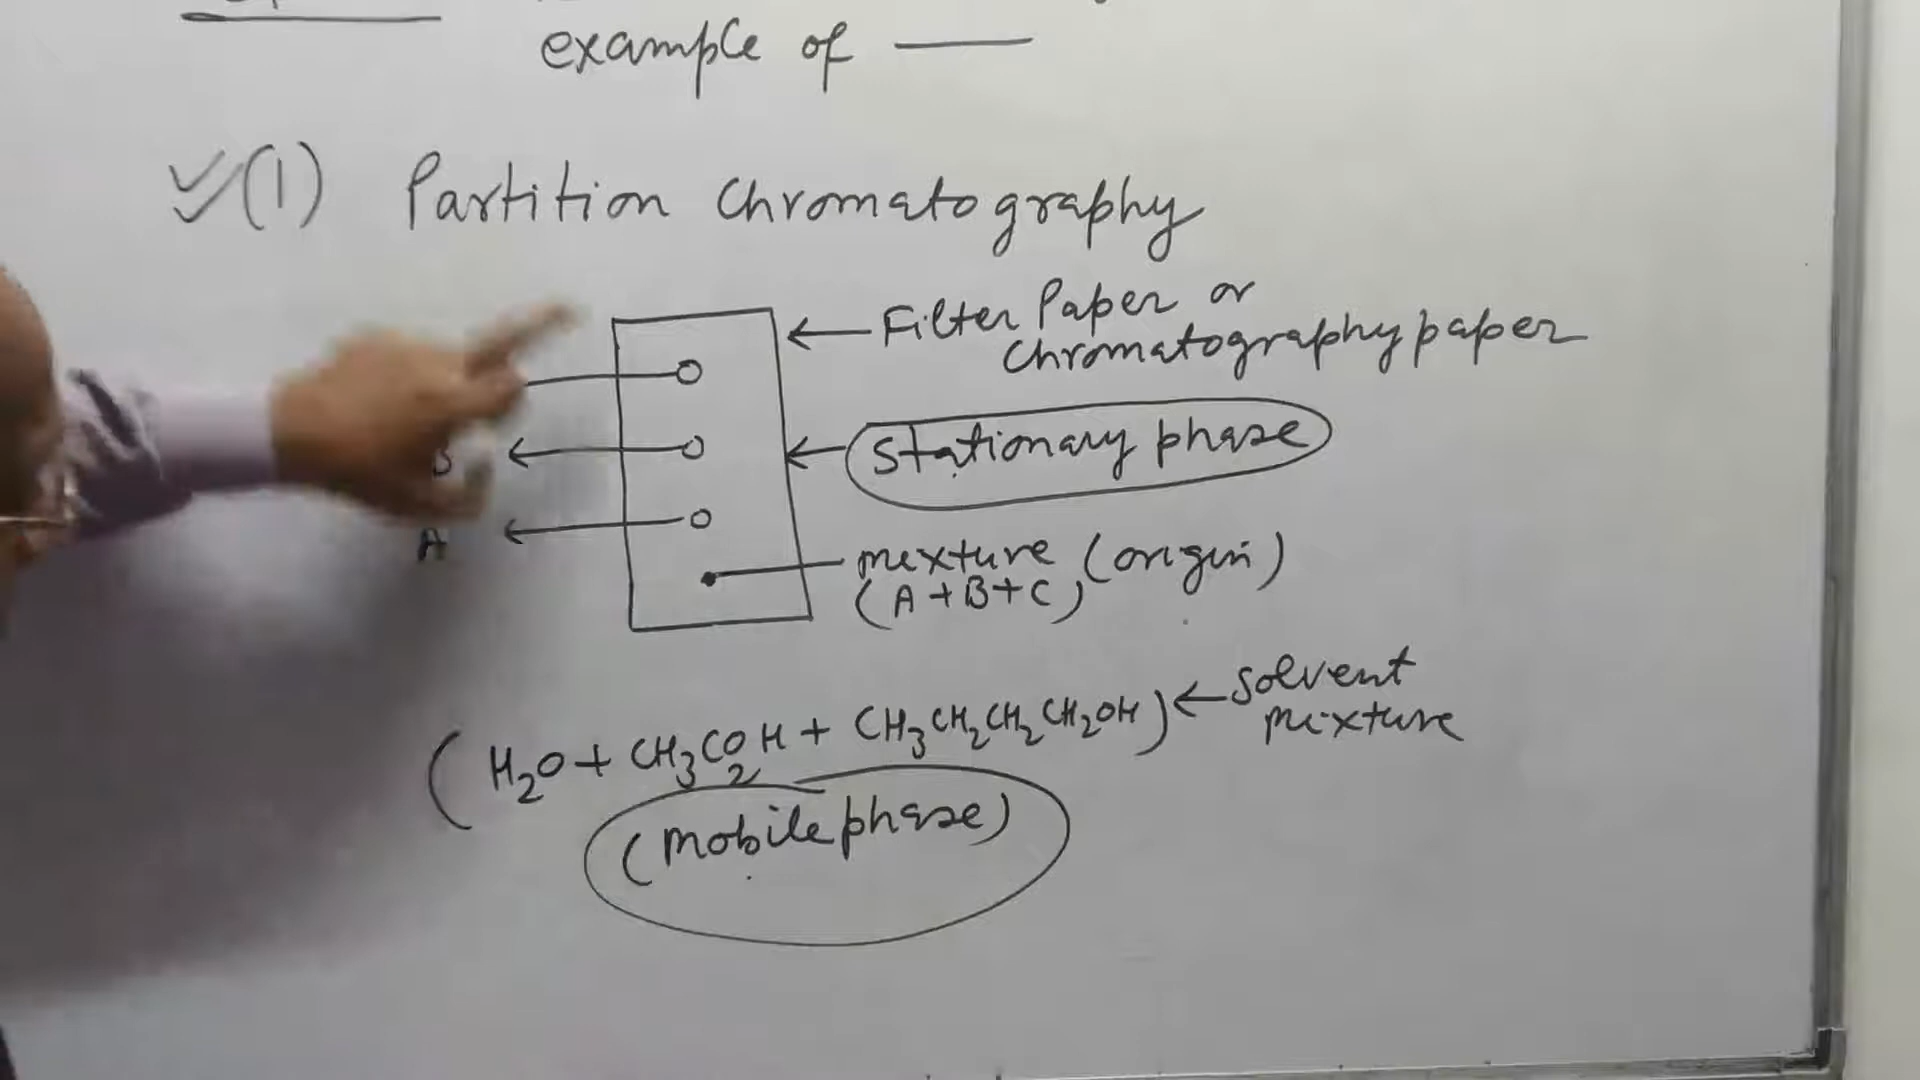 example of ——
(1) Partition Chromatography
← Filter Paper or
chromatography paper
← Stationary phase
B ←
A ←
mixture (origin)
(A+B+C)
(H₂O + CH₃CO₂H + CH₃CH₂CH₂CH₂OH) ← solvent
mixture
(mobile phase)